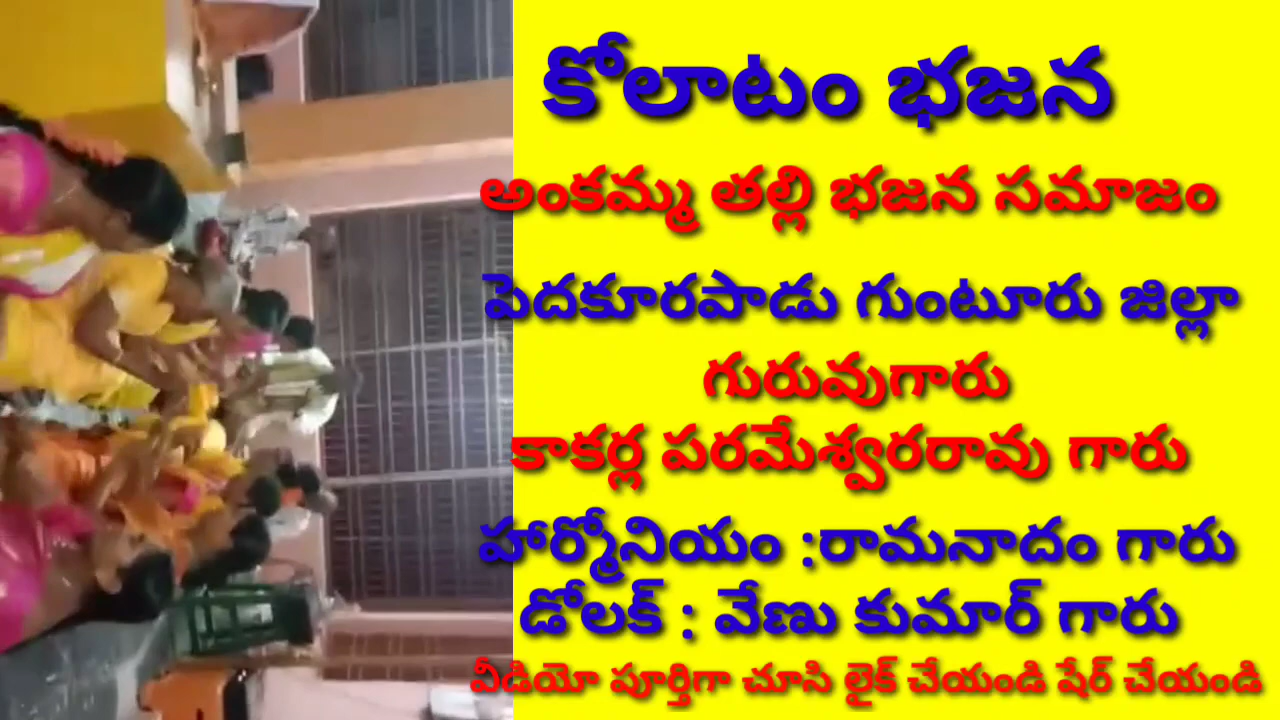 కోలాటం భజన
అంకమ్మ తల్లి భజన సమాజం
పెదకూరపాడు గుంటూరు జిల్లా
గురువుగారు
కాకర్ల పరమేశ్వరరావు గారు
హార్మోనియం :రామనాదం గారు
డోలక్ : వేణు కుమార్ గారు
వీడియో పూర్తిగా చూసి లైక్ చేయండి షేర్ చేయండి